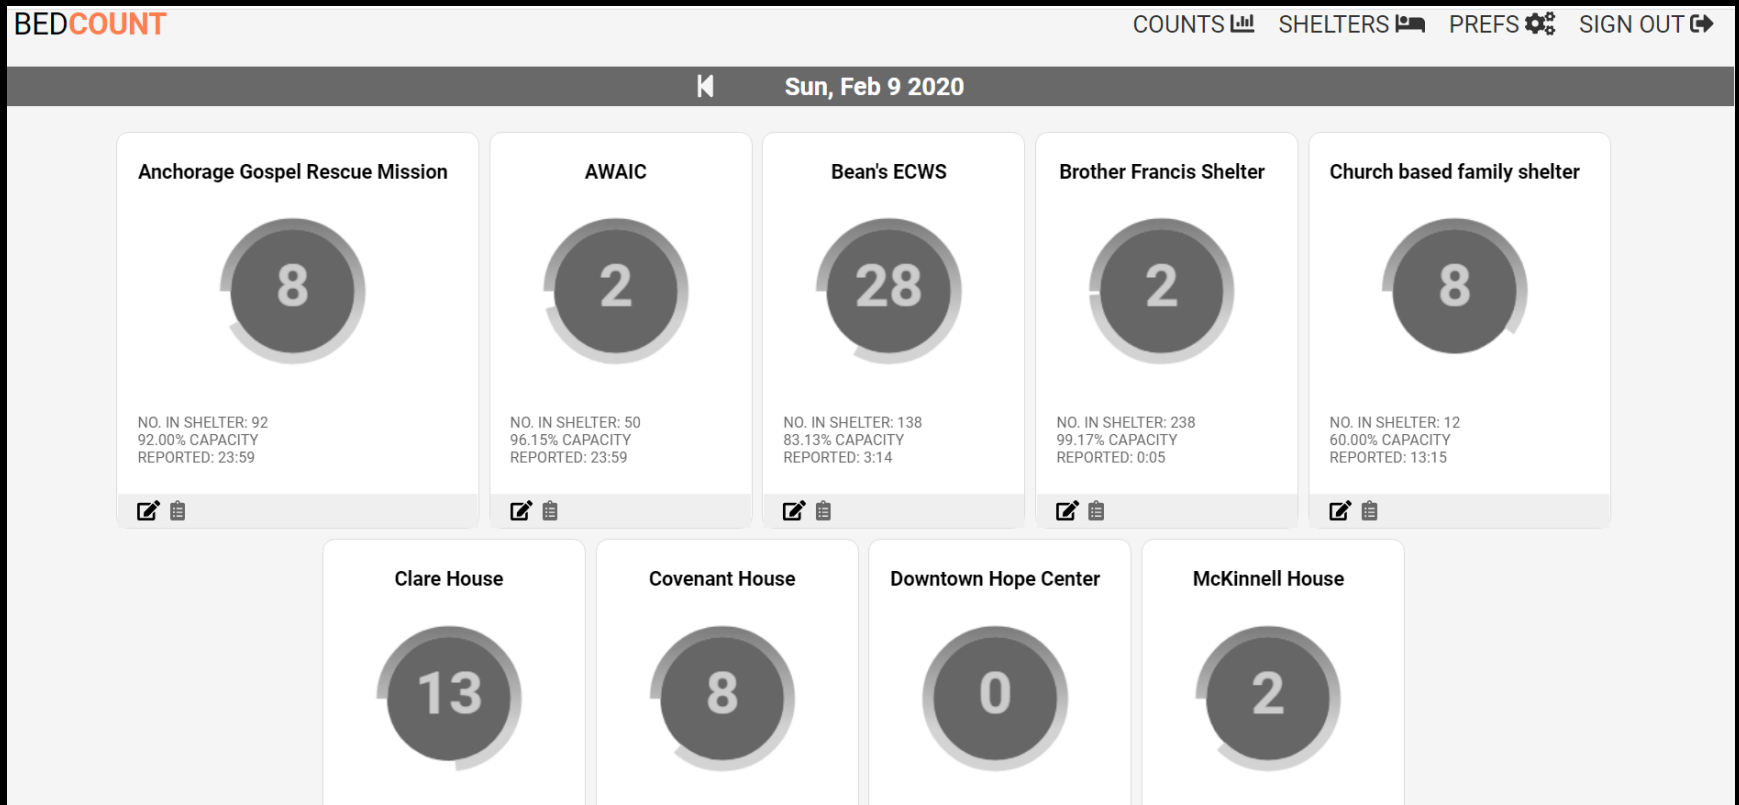 BEDCOUNT
COUNTS SHELTERS PREFS SIGN OUT
Sun, Feb 9 2020
Anchorage Gospel Rescue Mission
8
NO. IN SHELTER: 92
92.00% CAPACITY
REPORTED: 23:59
AWAIC
2
NO. IN SHELTER: 50
96.15% CAPACITY
REPORTED: 23:59
Bean's ECWS
28
NO. IN SHELTER: 138
83.13% CAPACITY
REPORTED: 3:14
Brother Francis Shelter
2
NO. IN SHELTER: 238
99.17% CAPACITY
REPORTED: 0:05
Church based family shelter
8
NO. IN SHELTER: 12
60.00% CAPACITY
REPORTED: 13:15
Clare House
13
Covenant House
8
Downtown Hope Center
0
McKinnell House
2